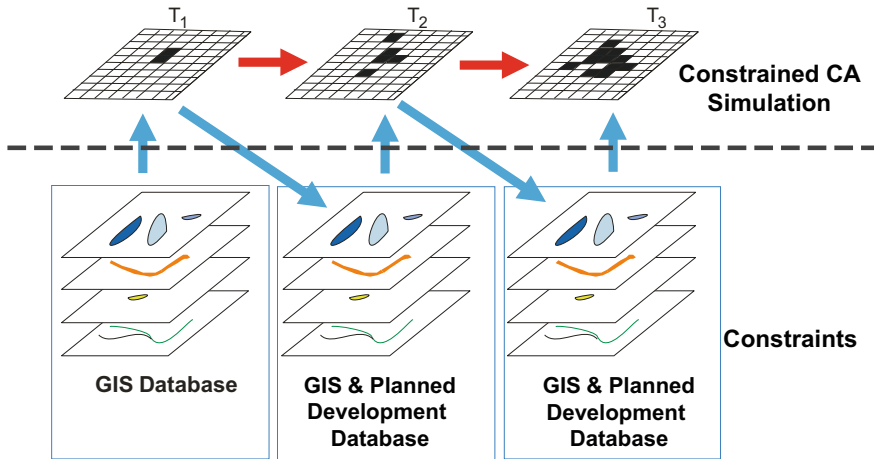 T1
T2
T3
Constrained CA
Simulation
Constraints
GIS Database
GIS & Planned
Development
Database
GIS & Planned
Development
Database